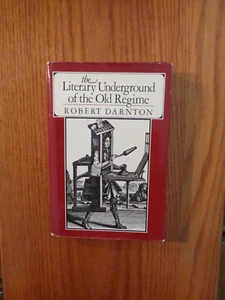 the
Literary Underground
of the Old Regime
ROBERT DARNTON